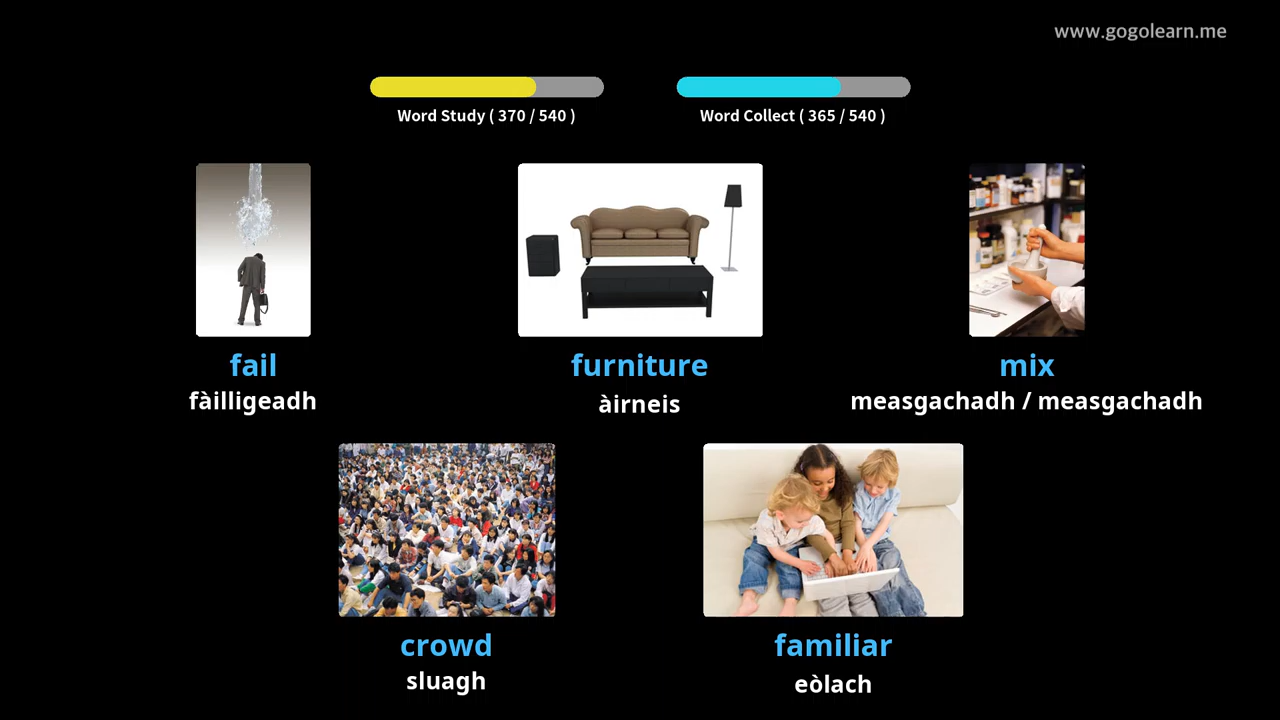 www.gogolearn.me
Word Study ( 370 / 540 )
Word Collect ( 365 / 540 )
fail
fàilligeadh
furniture
àirneis
mix
measgachadh / measgachadh
crowd
sluagh
familiar
eòlach